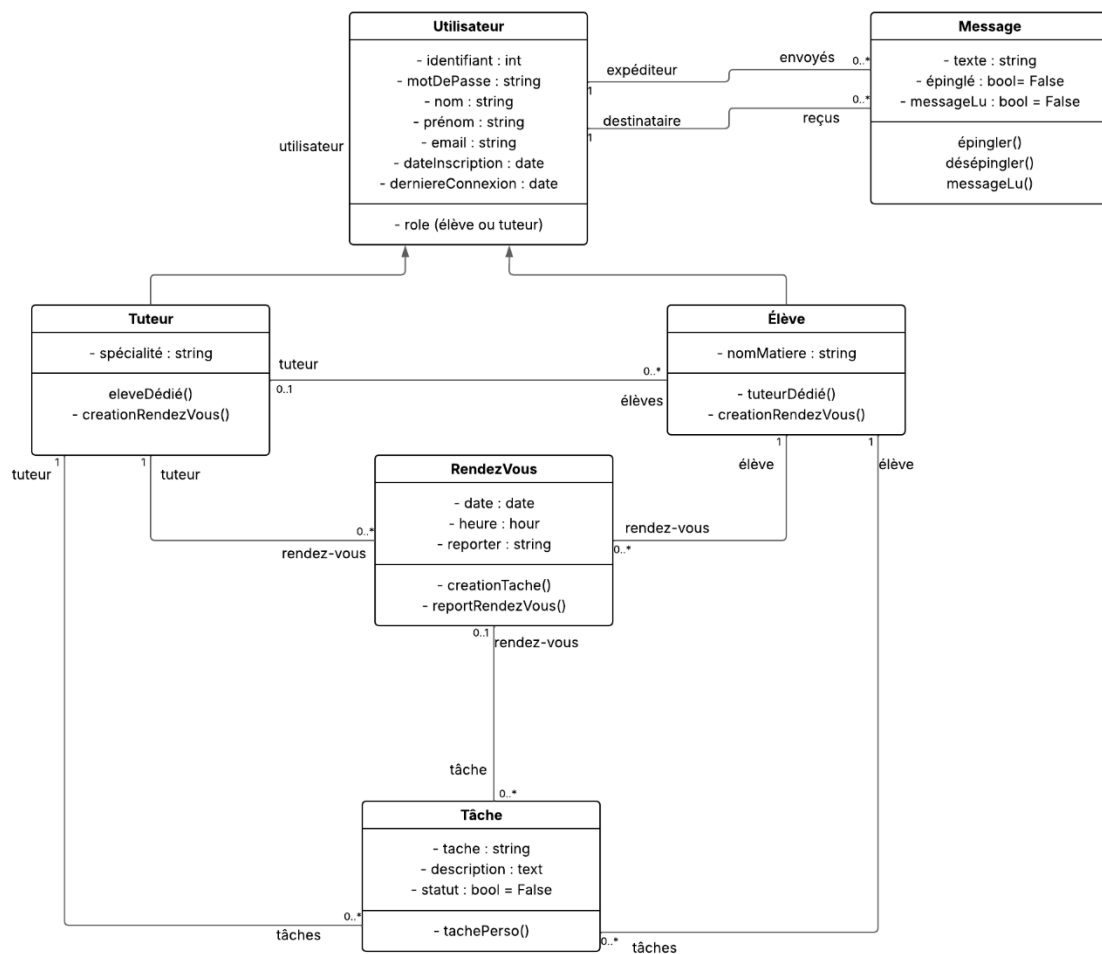 Utilisateur
- identifiant : int
- motDePasse : string
- nom : string
- prénom : string
- email : string
- dateInscription : date
- derniereConnexion : date
- role (élève ou tuteur)
utilisateur
expéditeur
1
envoyés
0..*
destinataire
1
reçus
0..*
Message
- texte : string
- épinglé : bool= False
- messageLu : bool = False
épingler()
désépingler()
messageLu()
Tuteur
- spécialité : string
eleveDédié()
- creationRendezVous()
tuteur
0..1
0..*
élèves
Élève
- nomMatiere : string
- tuteurDédié()
- creationRendezVous()
1
tuteur
1
tuteur
1
élève
1
élève
RendezVous
- date : date
- heure : hour
- reporter : string
- creationTache()
- reportRendezVous()
0..*
rendez-vous
rendez-vous
0..*
0..1
rendez-vous
tâche
0..*
Tâche
- tache : string
- description : text
- statut : bool = False
- tachePerso()
0..*
tâches
0..*
tâches